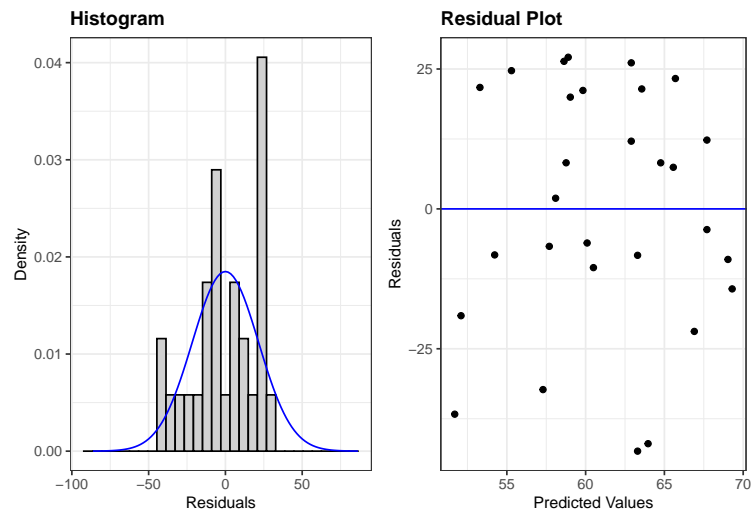 Histogram
0.04
0.03
0.02
0.01
0.00
Density
−100
−50
0
50
Residuals
Residual Plot
25
0
−25
Residuals
55
60
65
70
Predicted Values